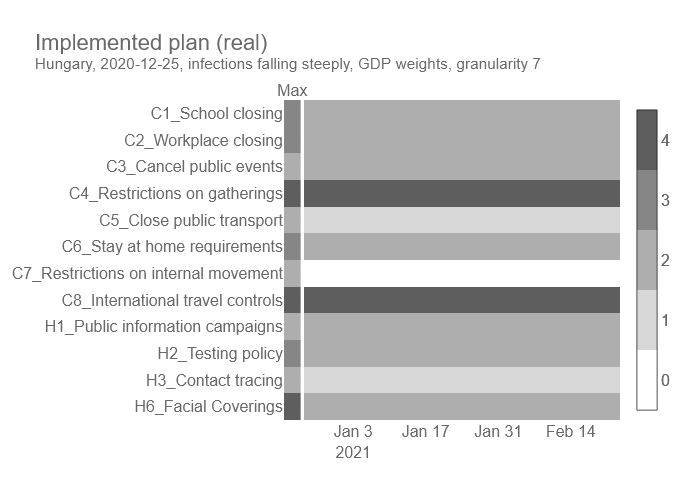 Implemented plan (real)
Hungary, 2020-12-25, infections falling steeply, GDP weights, granularity 7
Max
C1_School closing
C2_Workplace closing
C3_Cancel public events
C4_Restrictions on gatherings
C5_Close public transport
C6_Stay at home requirements
C7_Restrictions on internal movement
C8_International travel controls
H1_Public information campaigns
H2_Testing policy
H3_Contact tracing
H6_Facial Coverings
Jan 3 Jan 17 Jan 31 Feb 14
2021
4
3
2
1
0